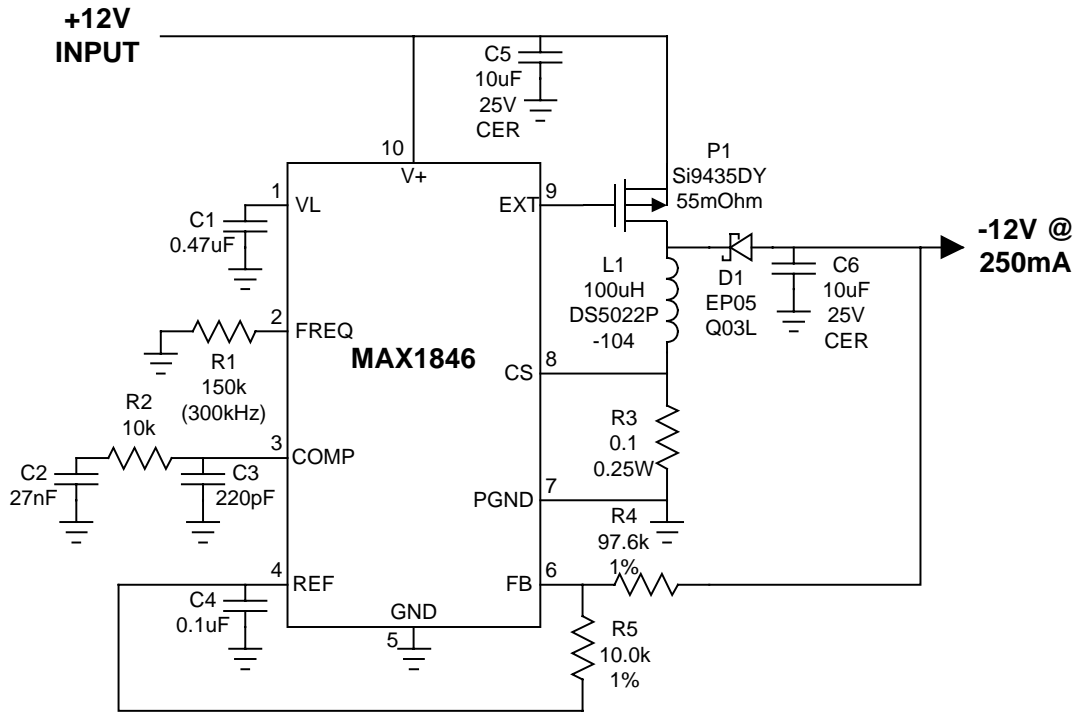 +12V
INPUT
C5
10uF
25V
CER
10
V+
P1
Si9435DY
55mOhm
1
VL
EXT
9
C1
0.47uF
-12V @
250mA
L1
100uH
DS5022P
-104
D1
EP05
Q03L
C6
10uF
25V
CER
2
FREQ
R1
150k
(300kHz)
MAX1846
CS
8
R2
10k
R3
0.1
0.25W
3
COMP
C2
27nF
C3
220pF
PGND
7
R4
97.6k
1%
4
REF
FB
6
C4
0.1uF
GND
5
R5
10.0k
1%